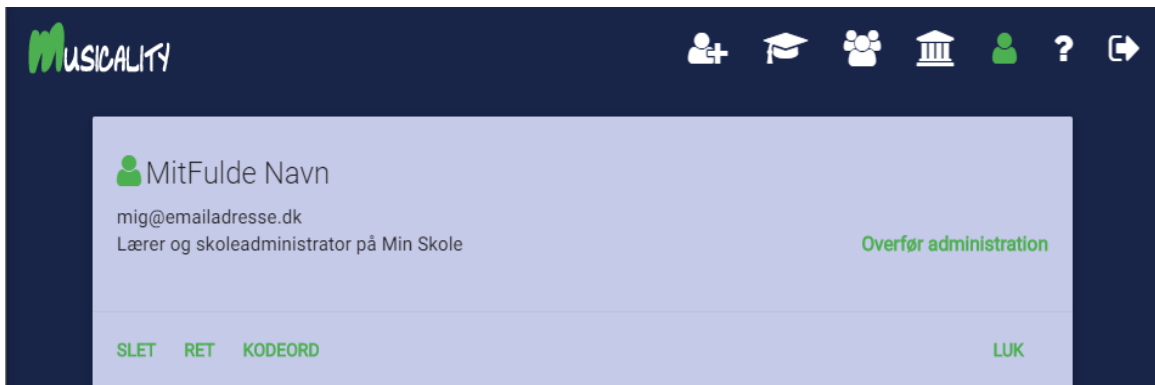 MUSICALITY
?
MitFulde Navn
mig@emailadresse.dk
Lærer og skoleadministrator på Min Skole
Overfør administration
SLET RET KODEORD LUK